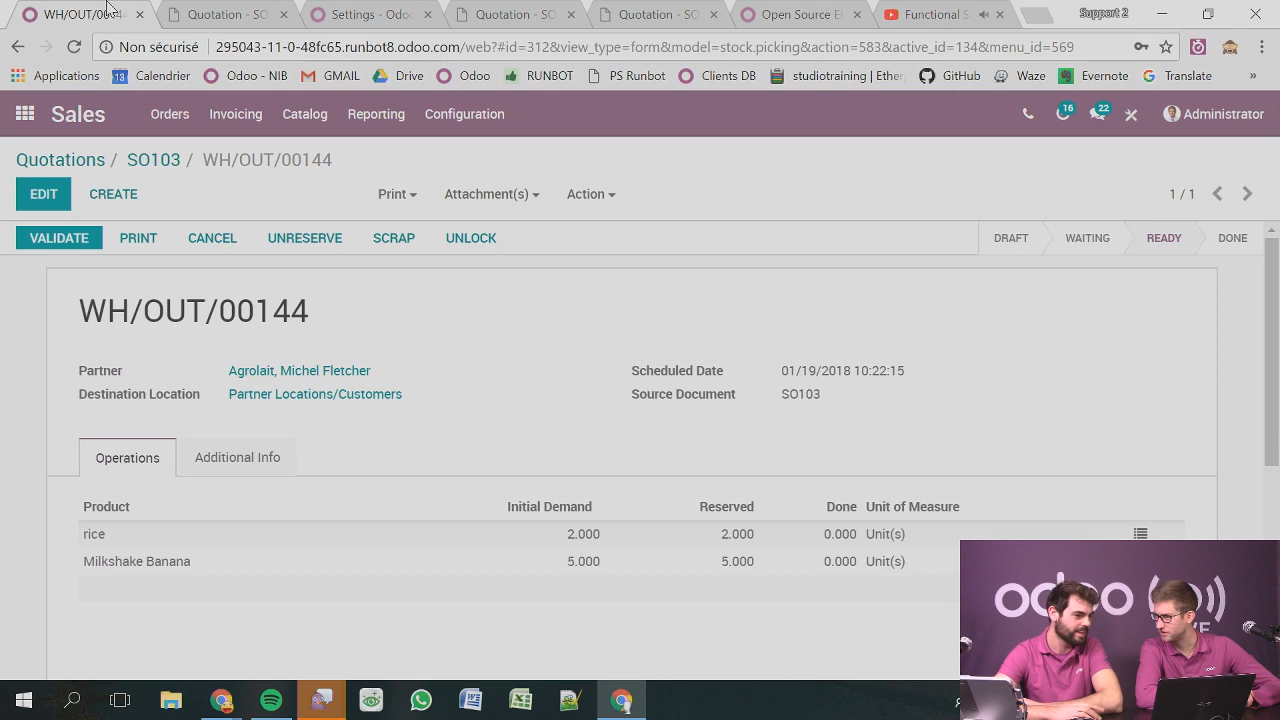 WH/OUT/00144
Quotation - SO
Settings - Odoo
Quotation - SO
Quotation - SO
Open Source E
Functional S
Support 2
Non sécurisé
295043-11-0-48fc65.runbot8.odoo.com/web?#id=312&view_type=form&model=stock.picking&action=583&active_id=134&menu_id=569
Applications
Calendrier
Odoo - NIB
GMAIL
Drive
Odoo
RUNBOT
PS Runbot
Clients DB
studio training | Ether
GitHub
Waze
Evernote
Translate
»
Sales
Orders
Invoicing
Catalog
Reporting
Configuration
16
22
Administrator
Quotations / SO103 / WH/OUT/00144
EDIT
CREATE
Print
Attachment(s)
Action
1 / 1
VALIDATE
PRINT
CANCEL
UNRESERVE
SCRAP
UNLOCK
DRAFT
WAITING
READY
DONE
WH/OUT/00144
Partner Agrolait, Michel Fletcher
Destination Location Partner Locations/Customers
Scheduled Date 01/19/2018 10:22:15
Source Document SO103
Operations
Additional Info
Product Initial Demand Reserved Done Unit of Measure
rice 2.000 2.000 0.000 Unit(s)
Milkshake Banana 5.000 5.000 0.000 Unit(s)
odoo